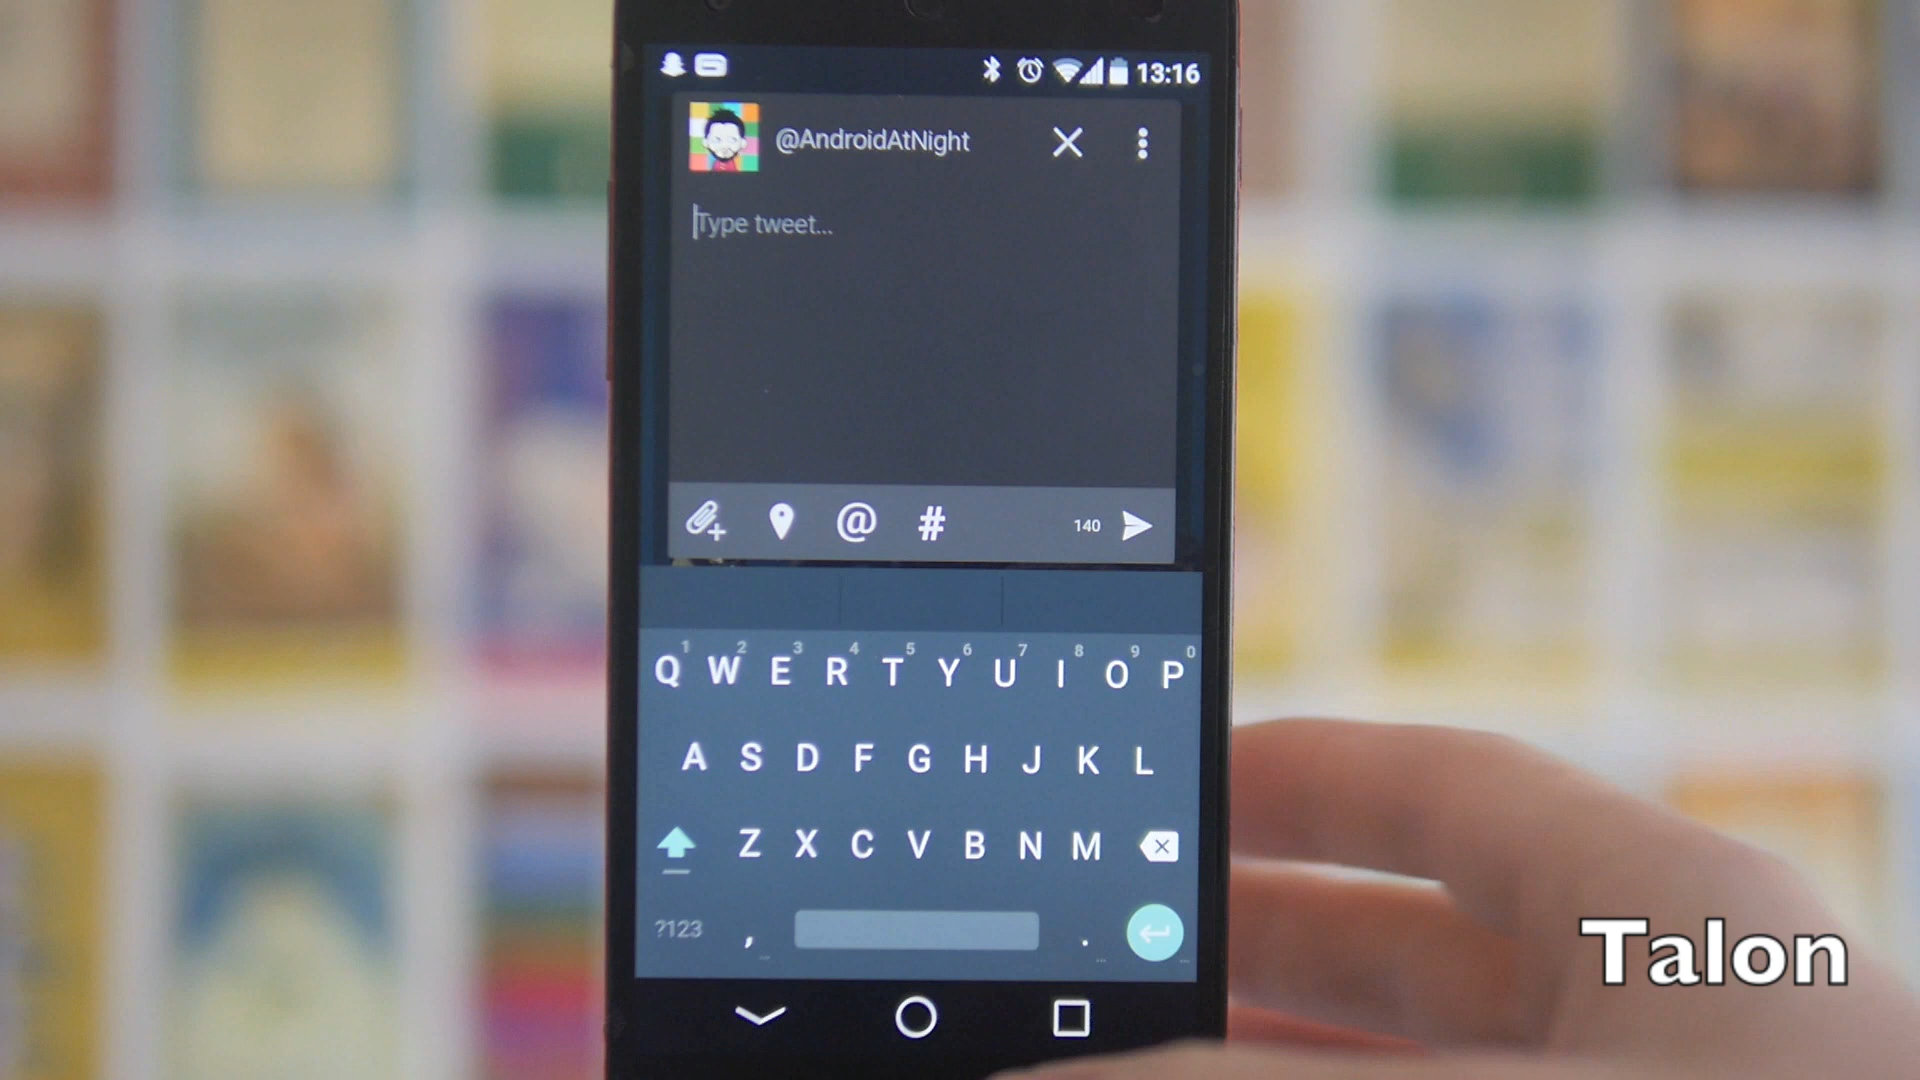 13:16
@AndroidAtNight
Type tweet...
@ # 140
1 2 3 4 5 6 7 8 9 0
Q W E R T Y U I O P
A S D F G H J K L
Z X C V B N M
?123 , .
Talon